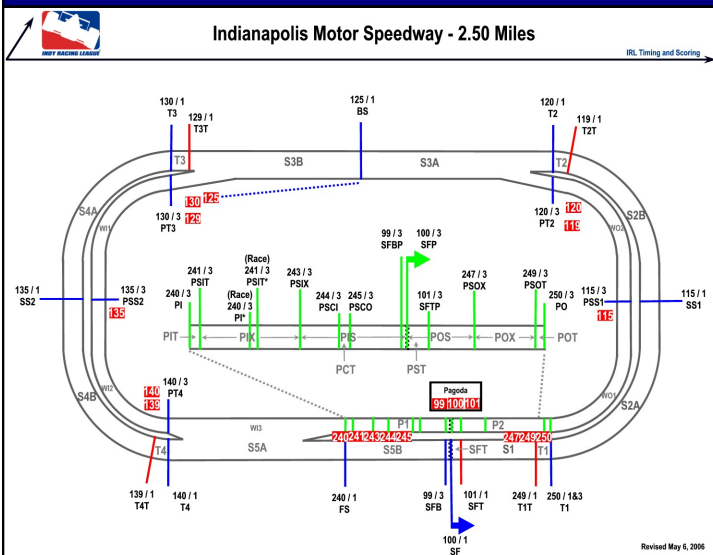 Indianapolis Motor Speedway - 2.50 Miles
INDY RACING LEAGUE
IRL Timing and Scoring
130 / 1
T3
129 / 1
T3T
125 / 1
BS
120 / 1
T2
119 / 1
T2T
T3
S3B
S3A
T2
130 / 3
PT3
130
125
129
120 / 3
PT2
120
119
S4A
WI1
S2B
WO2
99 / 3
SFBP
100 / 3
SFP
(Race)
241 / 3
PSIT
241 / 3
PSIT*
243 / 3
PSIX
247 / 3
PSOX
249 / 3
PSOT
240 / 3
PI
(Race)
240 / 3
PI*
244 / 3
PSCI
245 / 3
PSCO
101 / 3
SFTP
250 / 3
PO
135 / 1
SS2
135 / 3
PSS2
135
115 / 3
PSS1
115
115 / 1
SS1
PIT
PIX
PIS
POS
POX
POT
PCT
PST
140 / 3
PT4
140
139
WI2
S4B
WO1
S2A
Pagoda
99 100 101
WI3
P1
P2
240 241 243 244 245
247 249 250
T4
S5A
S5B
SFT
S1
T1
139 / 1
T4T
140 / 1
T4
240 / 1
FS
99 / 3
SFB
101 / 1
SFT
249 / 1
T1T
250 / 1&3
T1
100 / 1
SF
Revised May 6, 2006